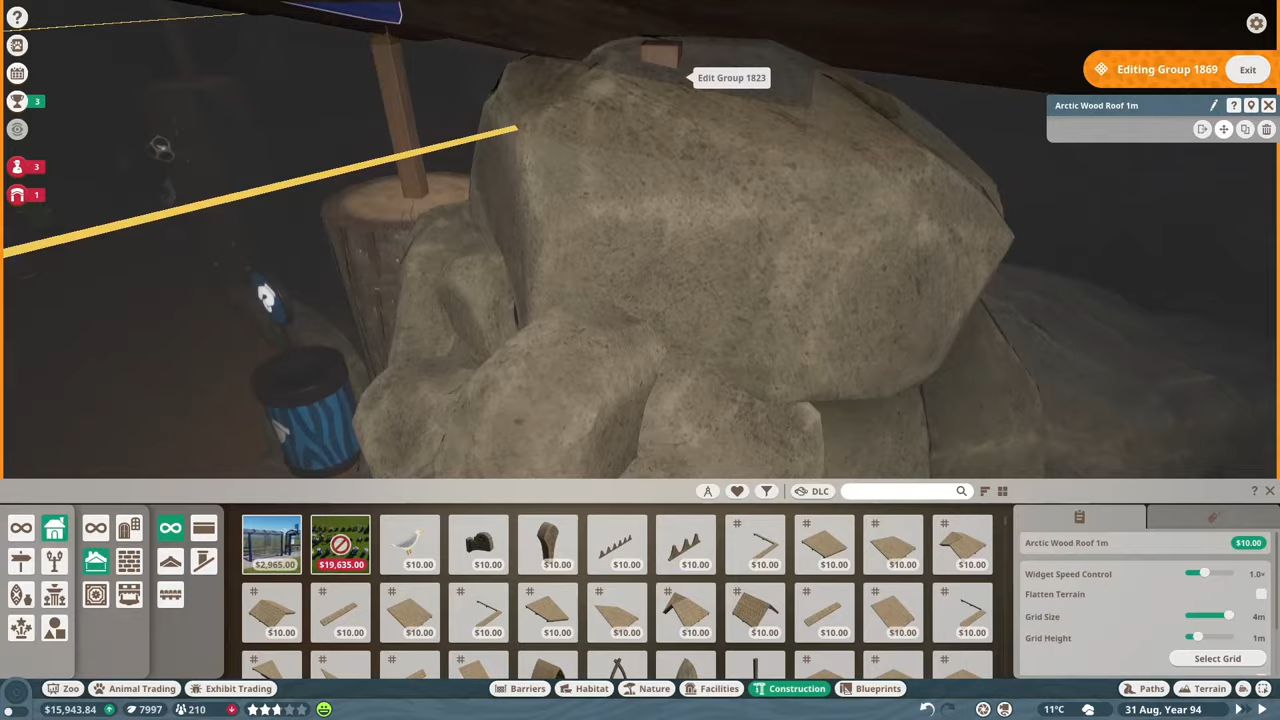 ?
Edit Group 1823
Editing Group 1869
Exit
3
Arctic Wood Roof 1m
?
3
1
DLC
?
$2,965.00
$19,635.00
$10.00
$10.00
$10.00
$10.00
$10.00
$10.00
$10.00
$10.00
$10.00
Arctic Wood Roof 1m
$10.00
Widget Speed Control
1.0×
Flatten Terrain
Grid Size
4m
$10.00
$10.00
$10.00
$10.00
$10.00
$10.00
$10.00
$10.00
$10.00
$10.00
$10.00
Grid Height
1m
Select Grid
Zoo
Animal Trading
Exhibit Trading
Barriers
Habitat
Nature
Facilities
Construction
Blueprints
Paths
Terrain
$15,943.84
7997
210
11°C
31 Aug, Year 94